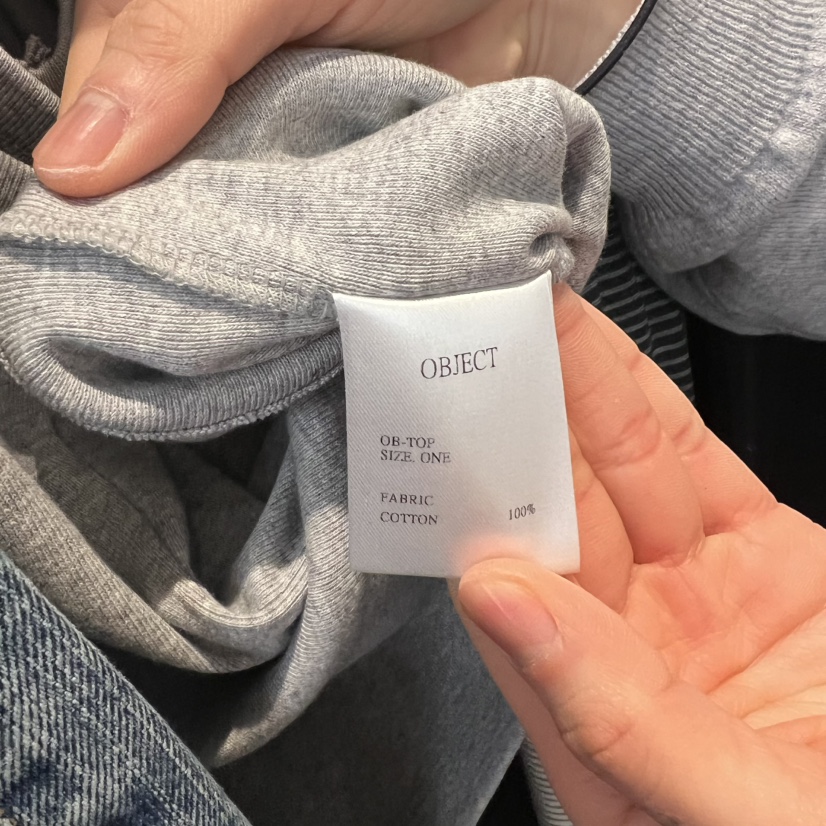 OBJECT
OB-TOP
SIZE. ONE
FABRIC
COTTON 100%